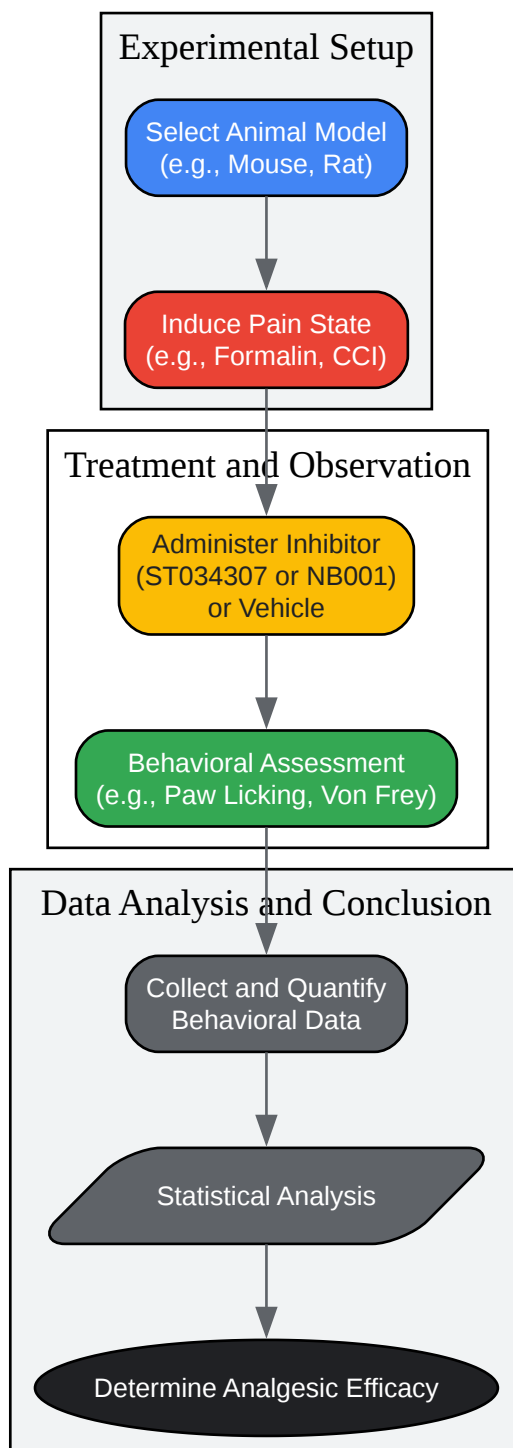 Experimental Setup
Select Animal Model
(e.g., Mouse, Rat)
Induce Pain State
(e.g., Formalin, CCI)
Treatment and Observation
Administer Inhibitor
(ST034307 or NB001)
or Vehicle
Behavioral Assessment
(e.g., Paw Licking, Von Frey)
Data Analysis and Conclusion
Collect and Quantify
Behavioral Data
Statistical Analysis
Determine Analgesic Efficacy